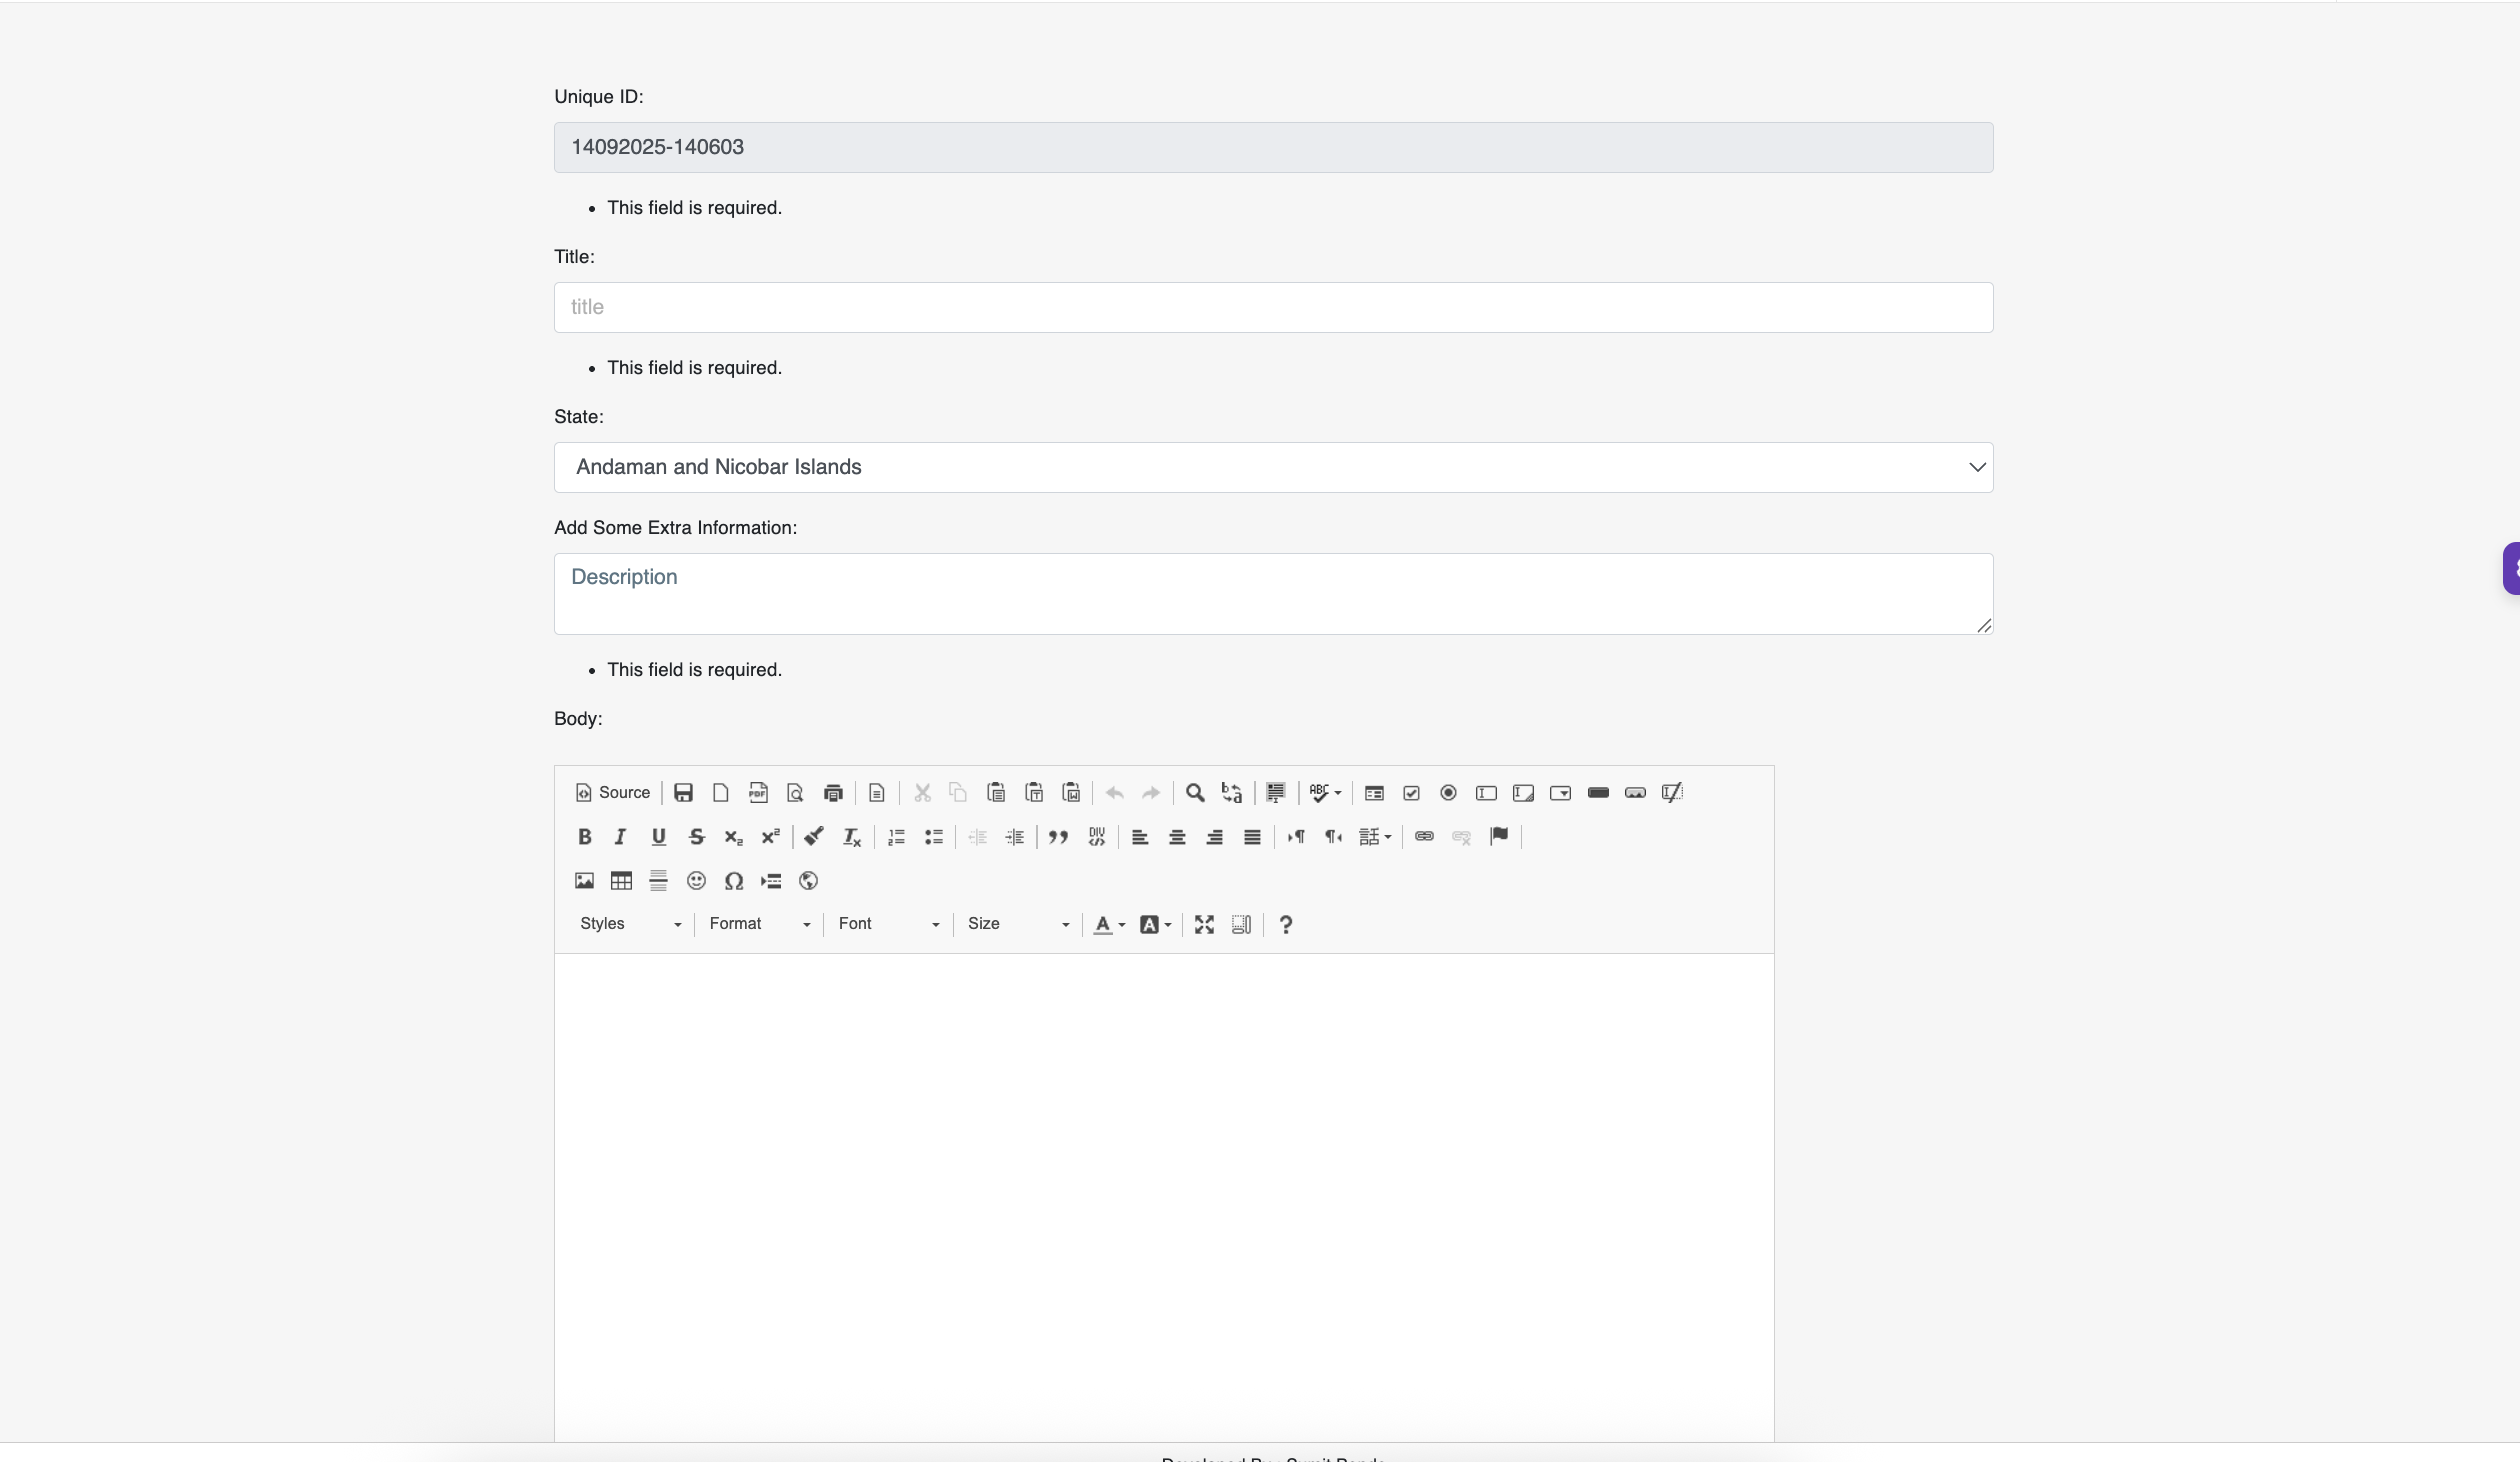 Unique ID:
14092025-140603
This field is required.
Title:
title
This field is required.
State:
Andaman and Nicobar Islands
Add Some Extra Information:
Description
This field is required.
Body:
Source
Styles Format Font Size